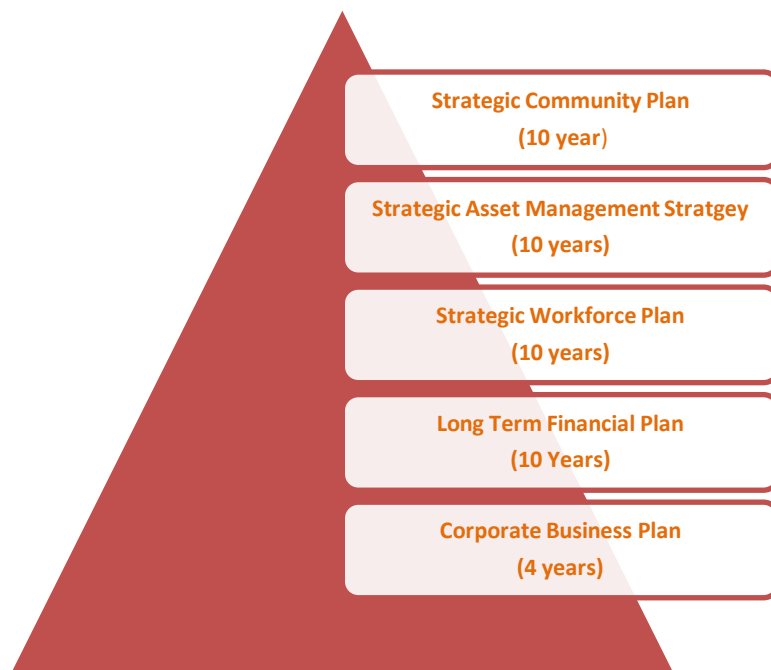 Strategic Community Plan
(10 year)
Strategic Asset Management Stratgey
(10 years)
Strategic Workforce Plan
(10 years)
Long Term Financial Plan
(10 Years)
Corporate Business Plan
(4 years)